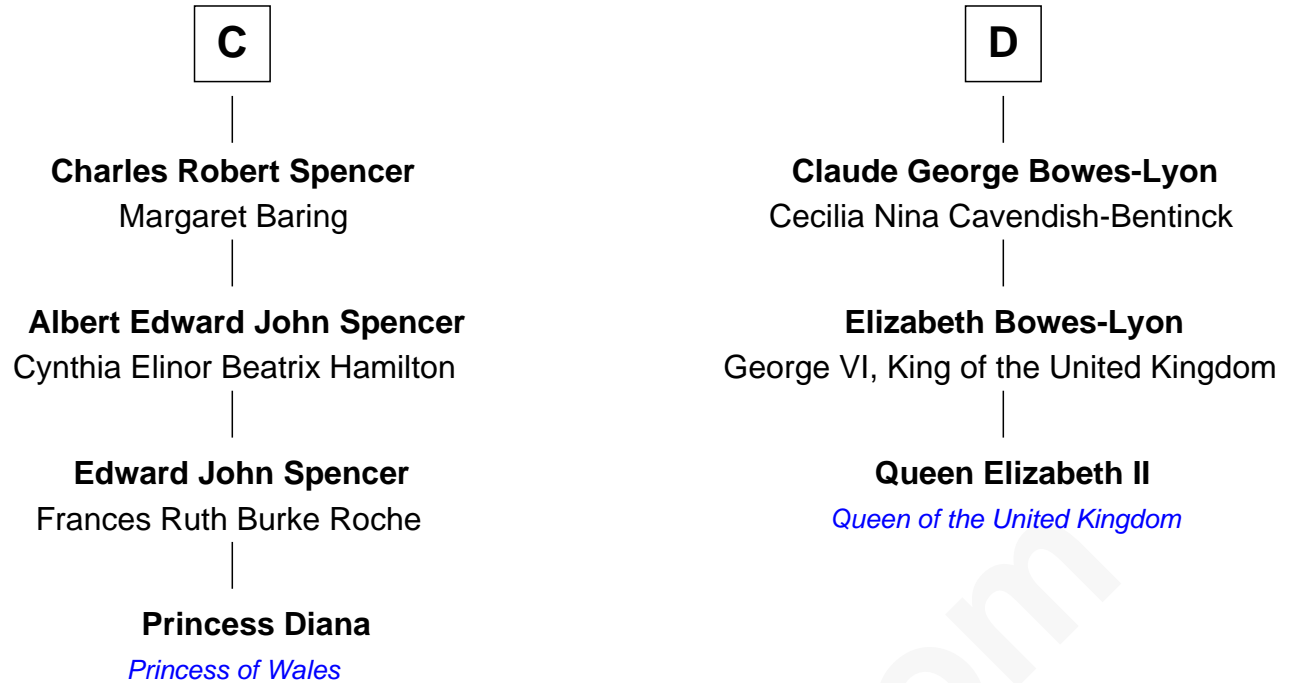 C
Charles Robert Spencer
Margaret Baring
Albert Edward John Spencer
Cynthia Elinor Beatrix Hamilton
Edward John Spencer
Frances Ruth Burke Roche
Princess Diana
Princess of Wales
D
Claude George Bowes-Lyon
Cecilia Nina Cavendish-Bentinck
Elizabeth Bowes-Lyon
George VI, King of the United Kingdom
Queen Elizabeth II
Queen of the United Kingdom
om